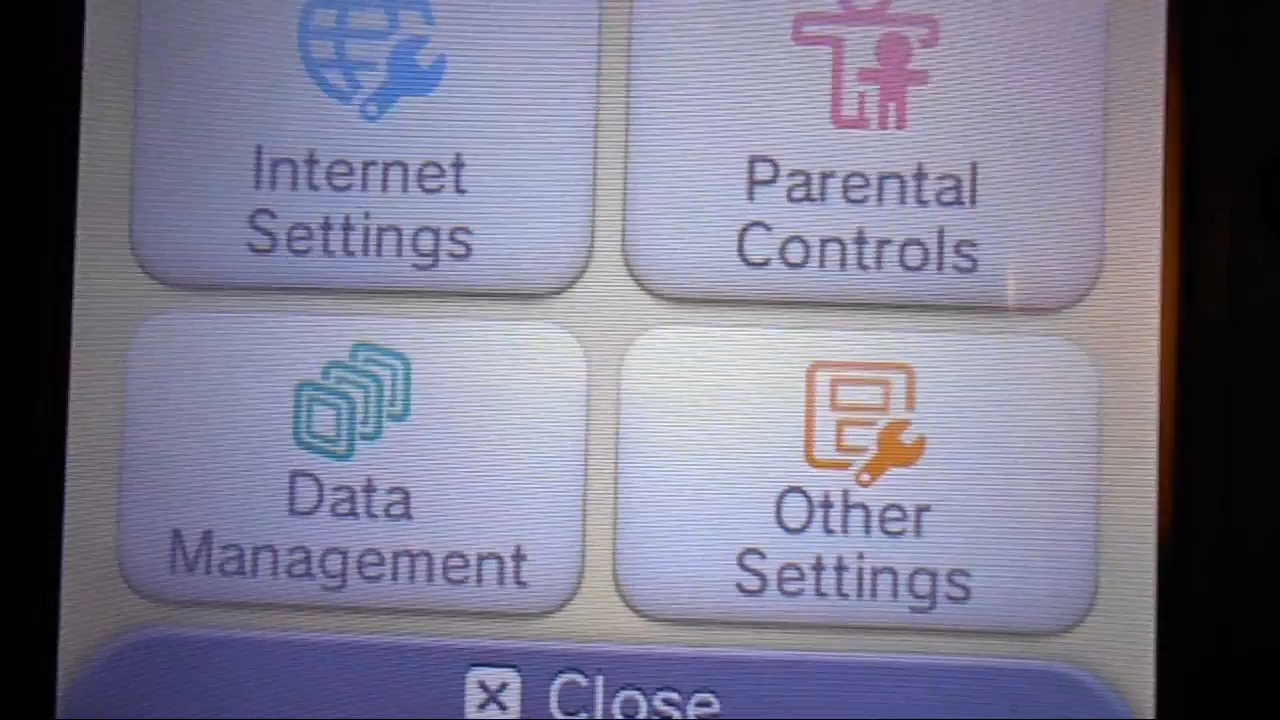 Internet
Settings
Parental
Controls
Data
Management
Other
Settings
X Close